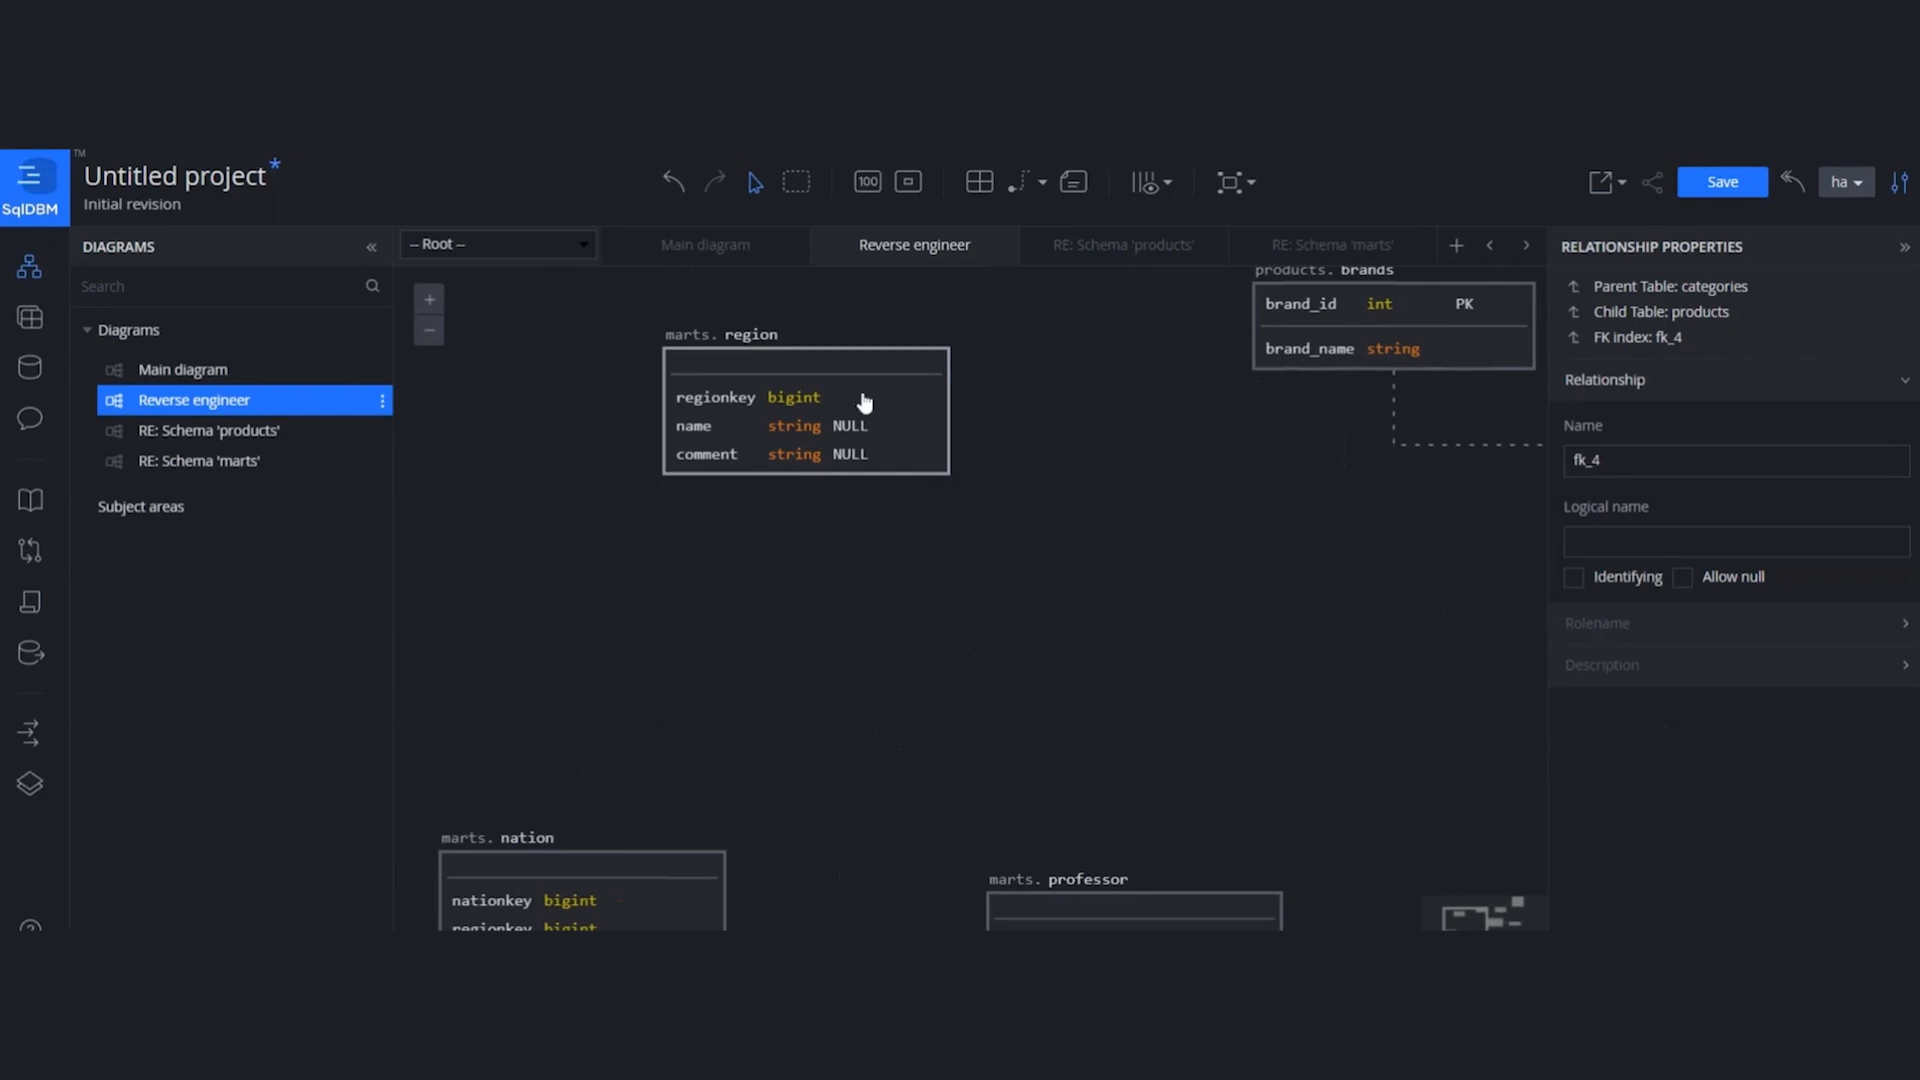 TM
SqlDBM
Untitled project*
Initial revision
100
Save
ha
DIAGRAMS
Search
Diagrams
Main diagram
Reverse engineer
RE: Schema 'products'
RE: Schema 'marts'
Subject areas
-- Root --
Main diagram
Reverse engineer
RE: Schema 'products'
RE: Schema 'marts'
+
−
marts. region
regionkey bigint
name string NULL
comment string NULL
products. brands
brand_id int PK
brand_name string
marts. nation
nationkey bigint
regionkey bigint
marts. professor
RELATIONSHIP PROPERTIES
Parent Table: categories
Child Table: products
FK index: fk_4
Relationship
Name
fk_4
Logical name
Identifying Allow null
Rolename
Description